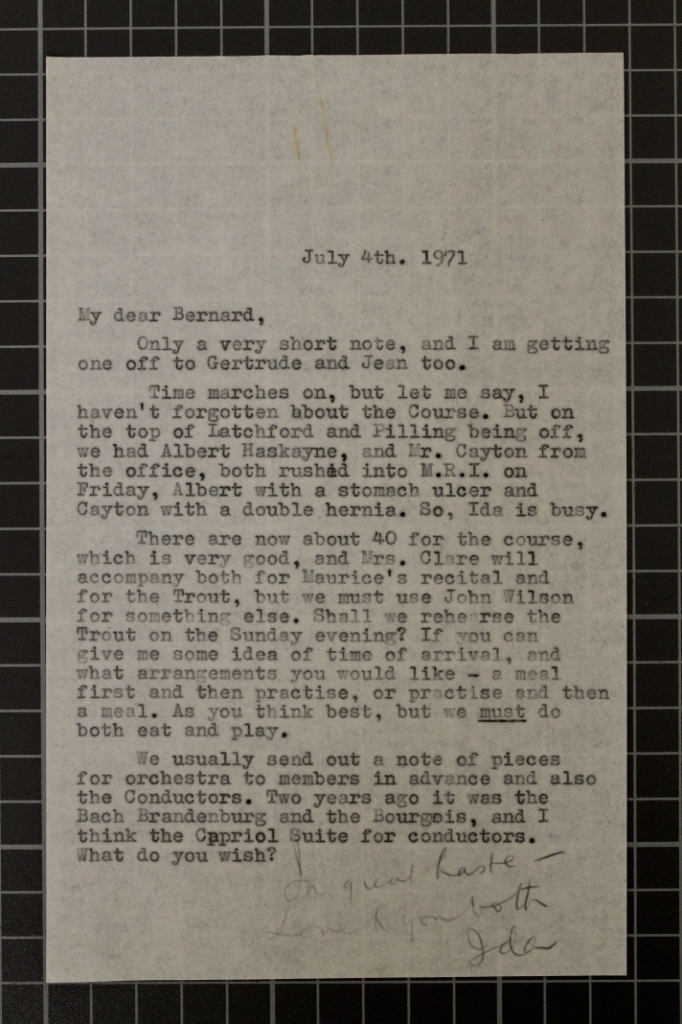 July 4th. 1971
My dear Bernard,
Only a very short note, and I am getting
one off to Gertrude and Jean too.
Time marches on, but let me say, I
haven't forgotten bbout the Course. But on
the top of Latchford and Pilling being off,
we had Albert Haskayne, and Mr. Cayton from
the office, both rushed into M.R.I. on
Friday, Albert with a stomach ulcer and
Cayton with a double hernia. So, Ida is busy.
There are now about 40 for the course,
which is very good, and Mrs. Clare will
accompany both for Maurice's recital and
for the Trout, but we must use John Wilson
for something else. Shall we rehearse the
Trout on the Sunday evening? If you can
give me some idea of time of arrival, and
what arrangements you would like - a meal
first and then practise, or practise and then
a meal. As you think best, but we must do
both eat and play.
We usually send out a note of pieces
for orchestra to members in advance and also
the Conductors. Two years ago it was the
Bach Brandenburg and the Bourgois, and I
think the Capriol Suite for conductors.
What do you wish?
In great haste —
Love to you both
Ida